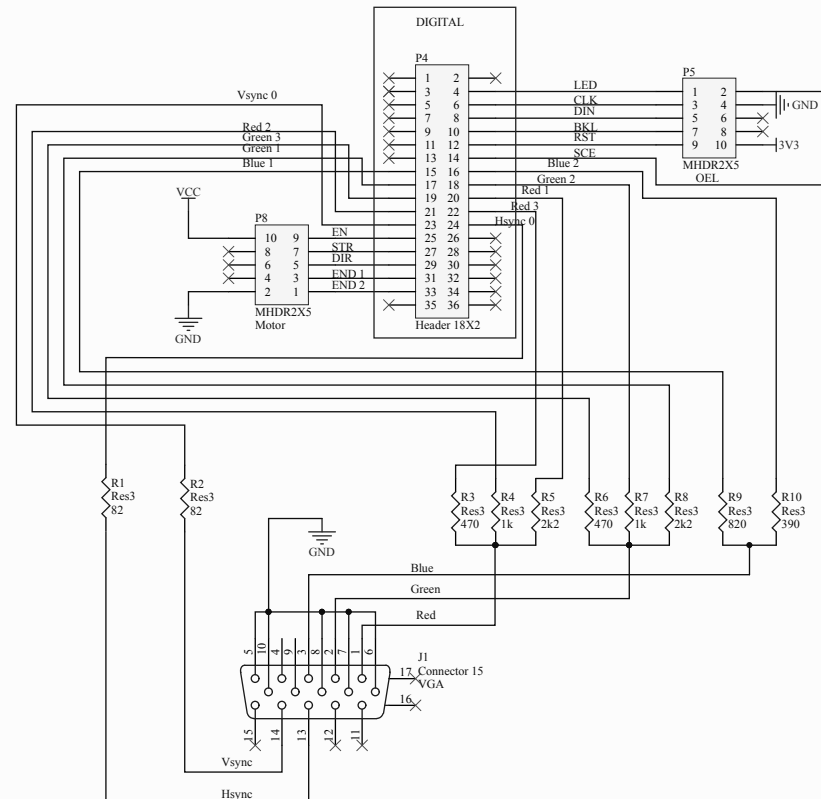 DIGITAL
P4
1 2
3 4
5 6
7 8
9 10
11 12
13 14
15 16
17 18
19 20
21 22
23 24
25 26
27 28
29 30
31 32
33 34
35 36
Header 18X2
LED
CLK
DIN
BKL
RST
SCE
Blue 2
Green 2
Red 1
Red 3
Hsync 0
P5
1 2
3 4
5 6
7 8
9 10
MHDR2X5
OEL
GND
3V3
Vsync 0
Red 2
Green 3
Green 1
Blue 1
VCC
P8
10 9
8 7
6 5
4 3
2 1
MHDR2X5
Motor
GND
EN
STR
DIR
END 1
END 2
R1
Res3
82
R2
Res3
82
R3
Res3
470
R4
Res3
1k
R5
Res3
2k2
R6
Res3
470
R7
Res3
1k
R8
Res3
2k2
R9
Res3
820
R10
Res3
390
GND
Blue
Green
Red
5 10 4 9 3 8 2 7 1 6
J1
Connector 15
VGA
17
16
15 14 13 12 11
Vsync
Hsync